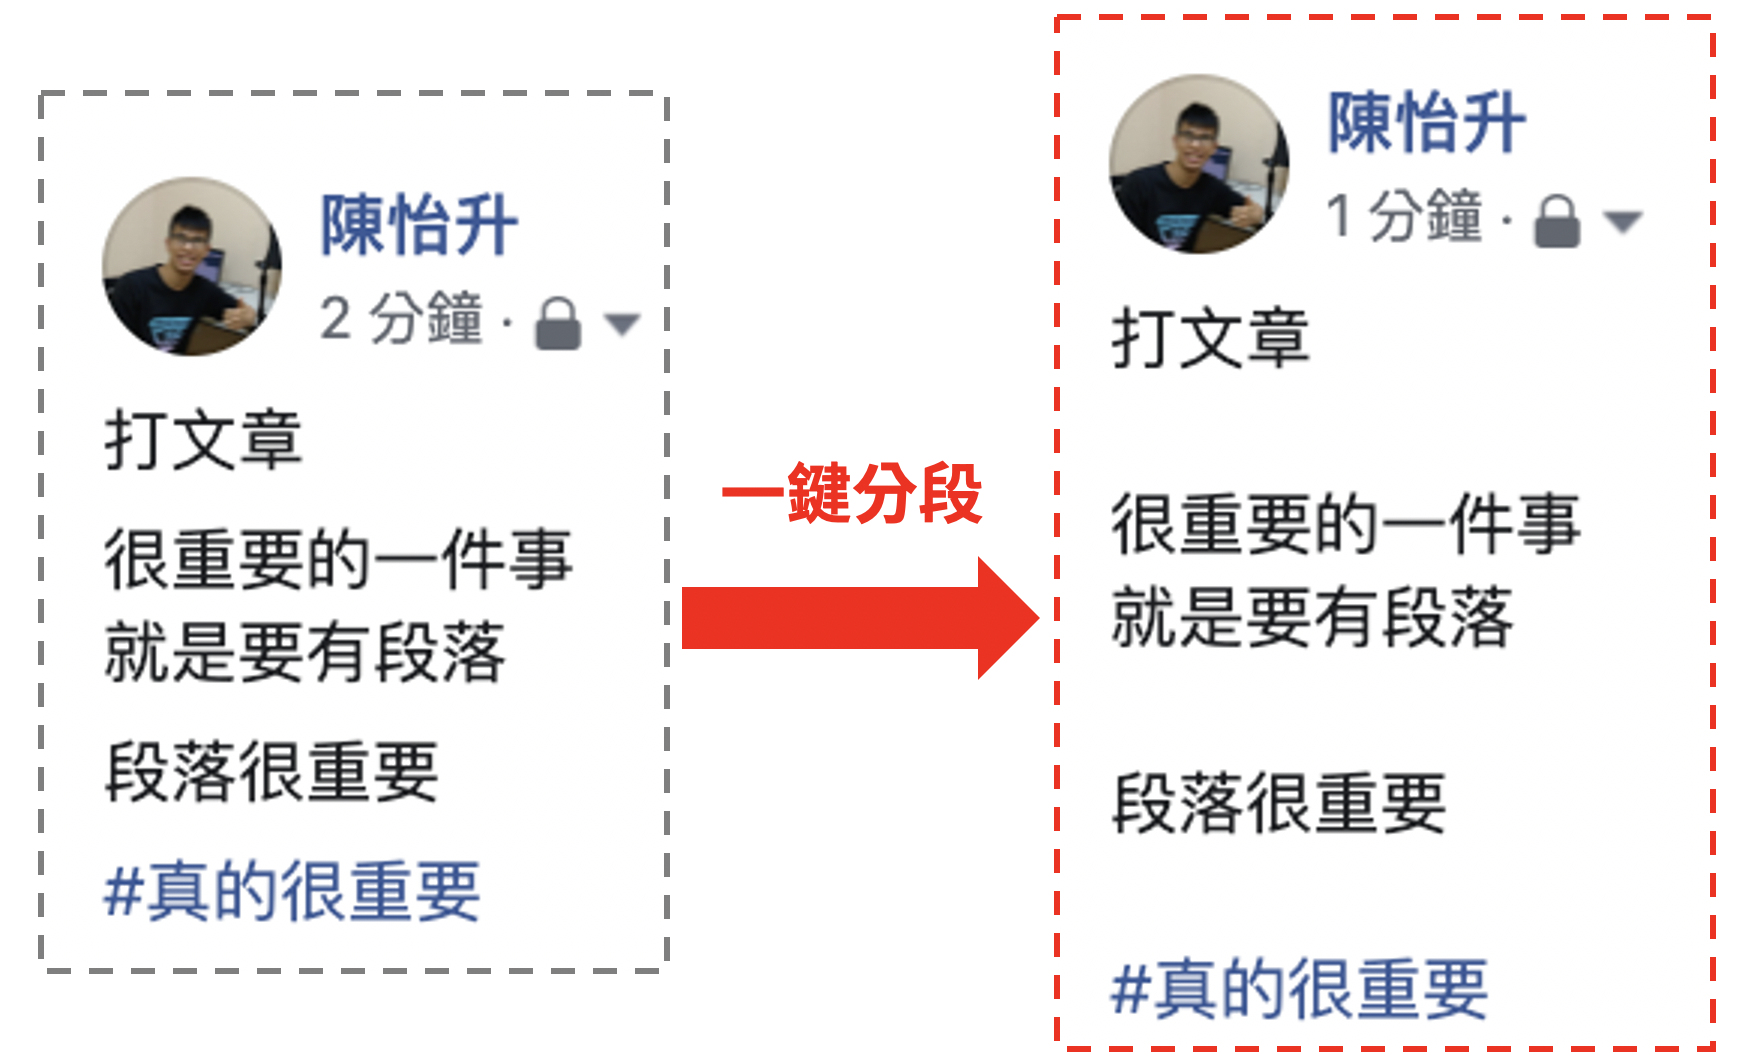 陳怡升
2 分鐘 ·
打文章
很重要的一件事
就是要有段落
段落很重要
#真的很重要
一鍵分段
陳怡升
1 分鐘 ·
打文章
很重要的一件事
就是要有段落
段落很重要
#真的很重要